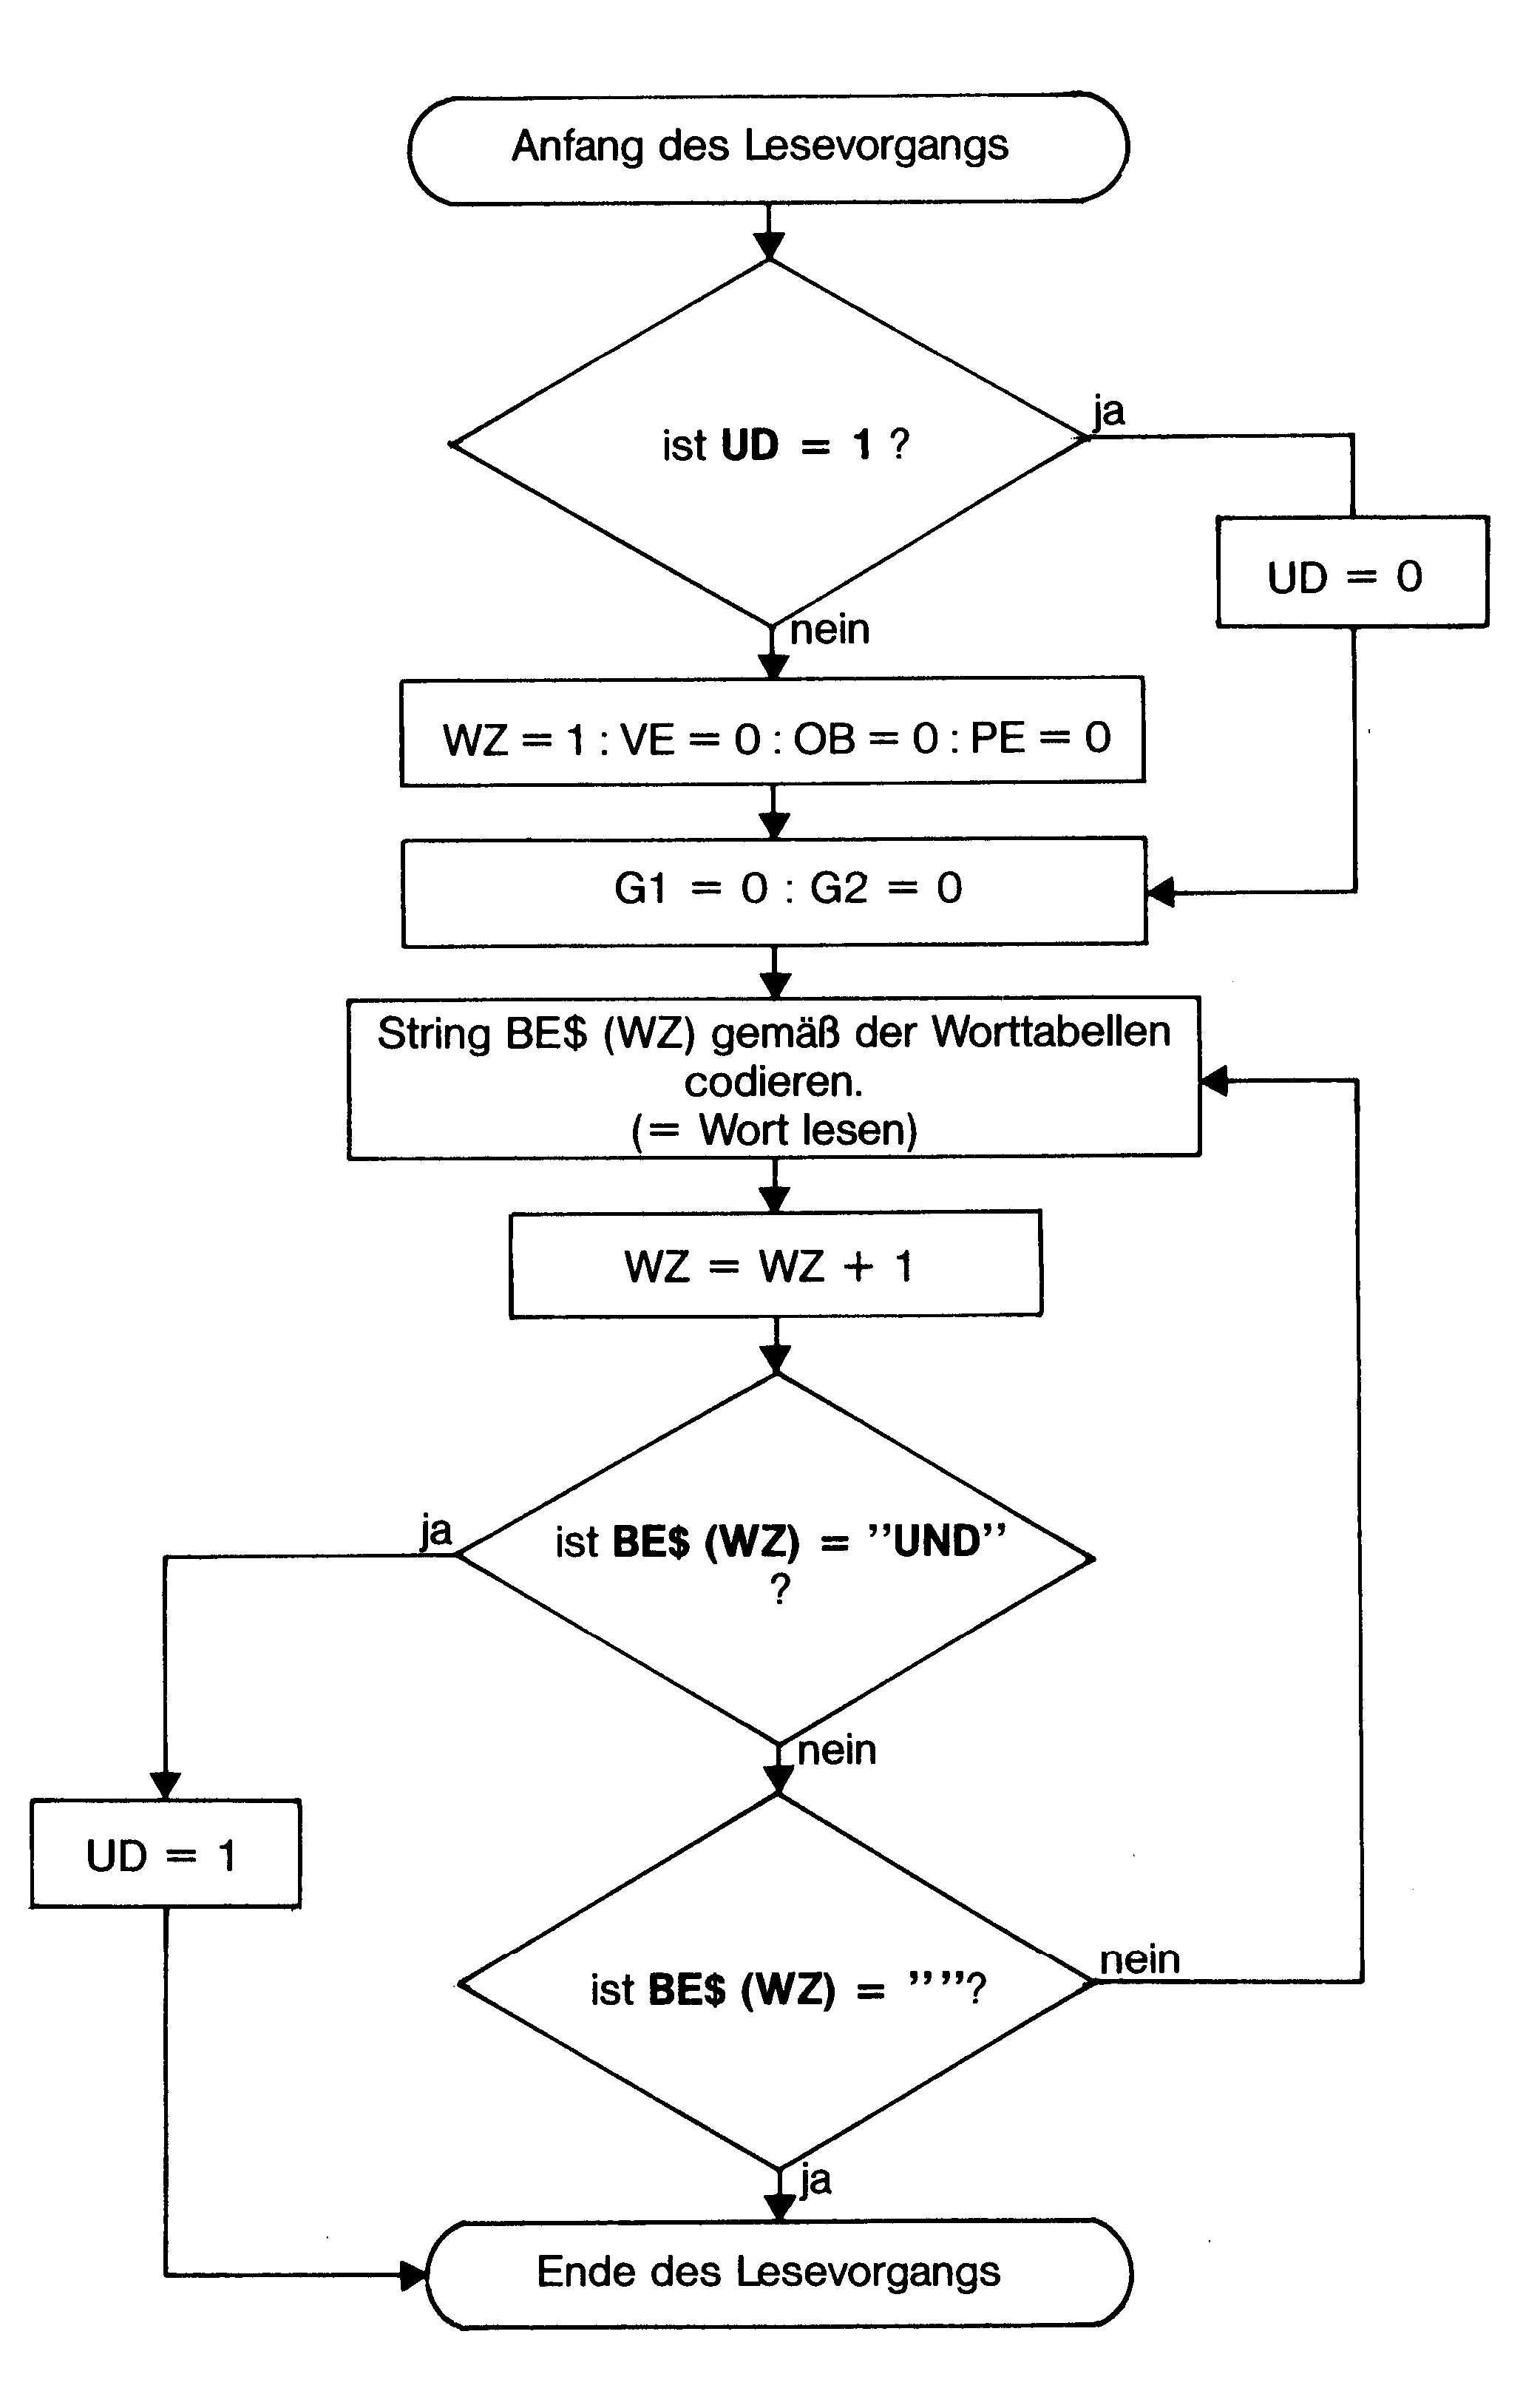 Anfang des Lesevorgangs
ist UD = 1 ?
ja
UD = 0
nein
WZ = 1 : VE = 0 : OB = 0 : PE = 0
G1 = 0 : G2 = 0
String BE$ (WZ) gemäß der Worttabellen
codieren.
(= Wort lesen)
WZ = WZ + 1
ja
ist BE$ (WZ) = ”UND”
?
nein
UD = 1
ist BE$ (WZ) = ” ”?
nein
ja
Ende des Lesevorgangs